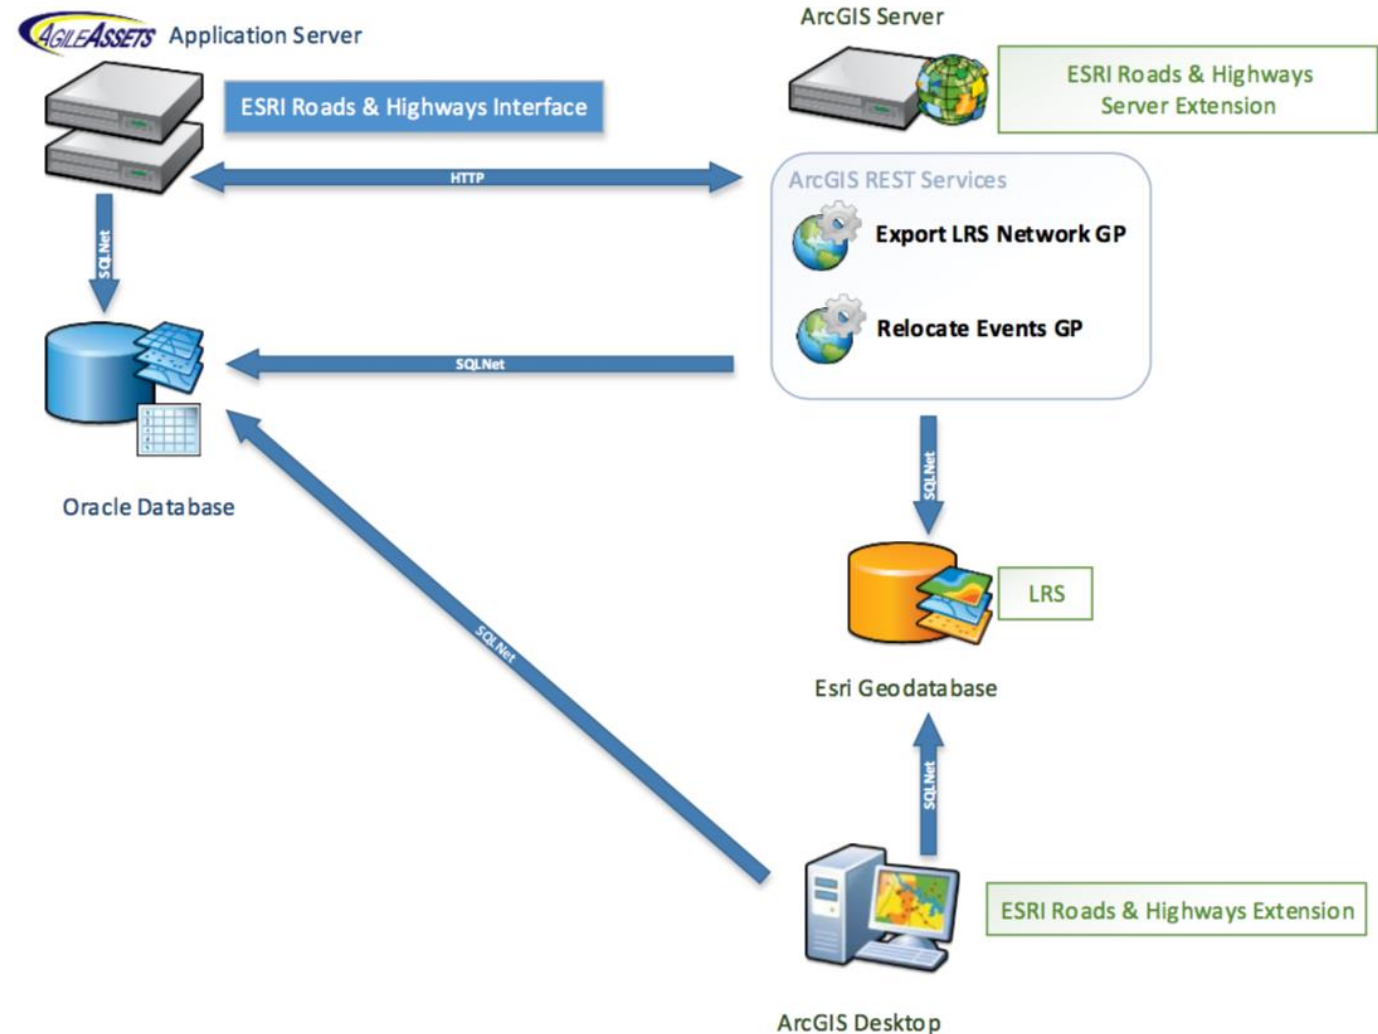 AGILEASSETS Application Server
ArcGIS Server
ESRI Roads & Highways Interface
ESRI Roads & Highways
Server Extension
HTTP
ArcGIS REST Services
Export LRS Network GP
Relocate Events GP
SQLNet
SQLNet
SQLNet
Oracle Database
LRS
Esri Geodatabase
SQLNet
SQLNet
ESRI Roads & Highways Extension
ArcGIS Desktop